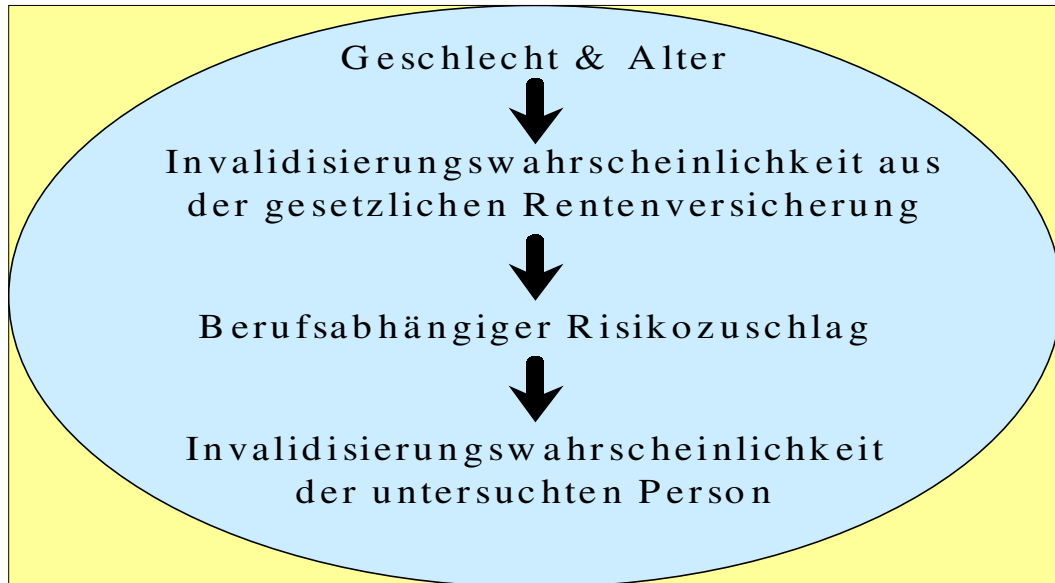 Geschlecht & Alter
Invalidisierungswahrscheinlichkeit aus
der gesetzlichen Rentenversicherung
Berufsabhängiger Risikozuschlag
Invalidisierungswahrscheinlichkeit
der untersuchten Person